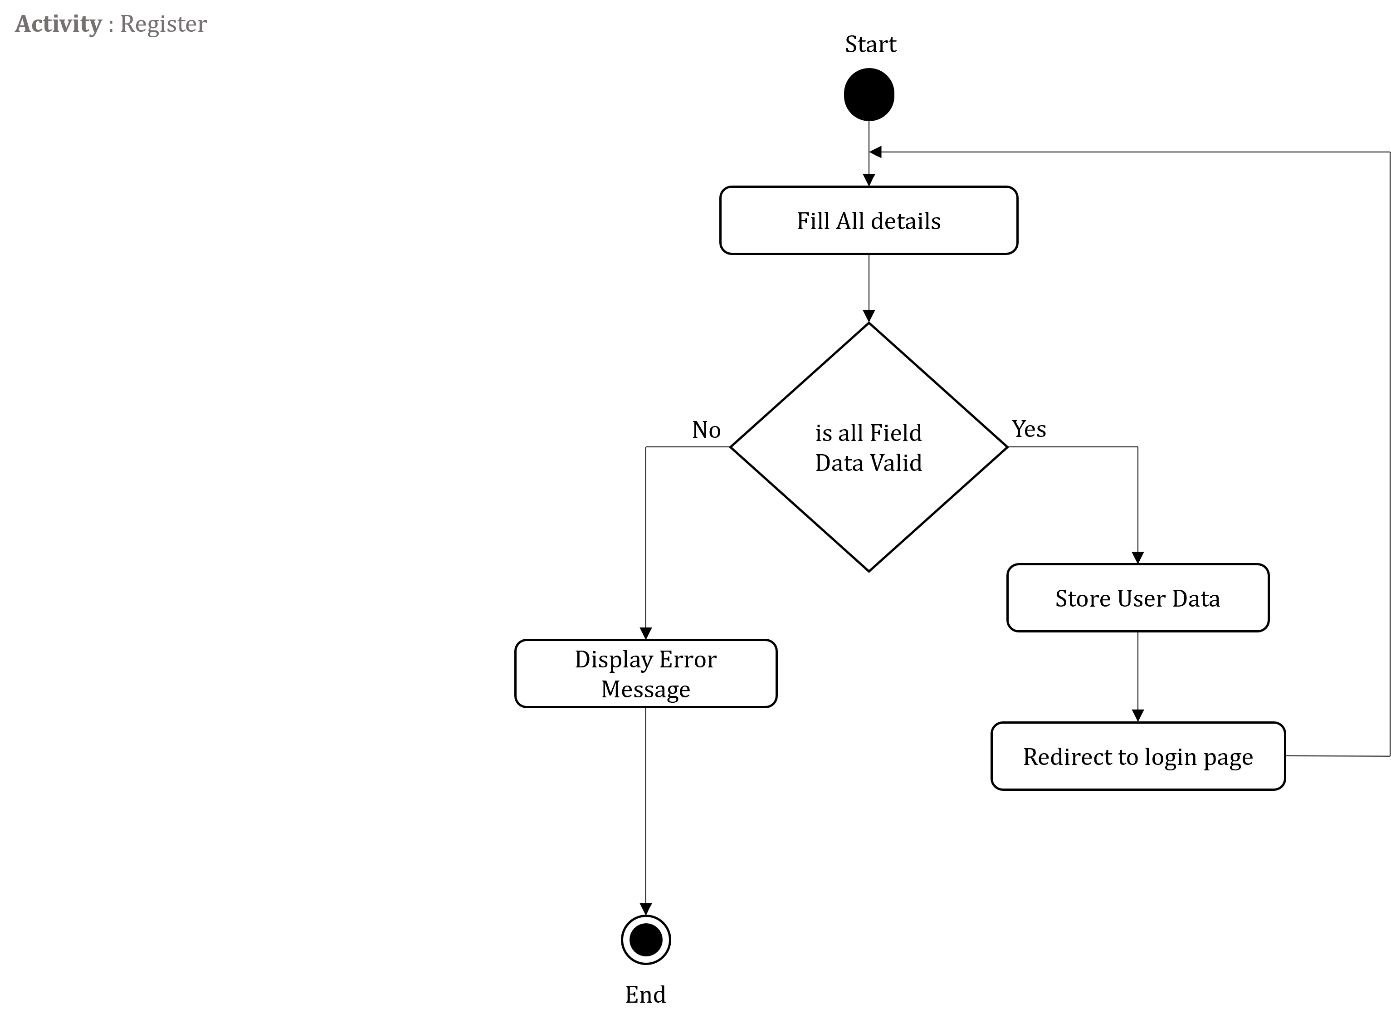 Activity : Register
Start
Fill All details
No
Yes
is all Field
Data Valid
Store User Data
Display Error
Message
Redirect to login page
End